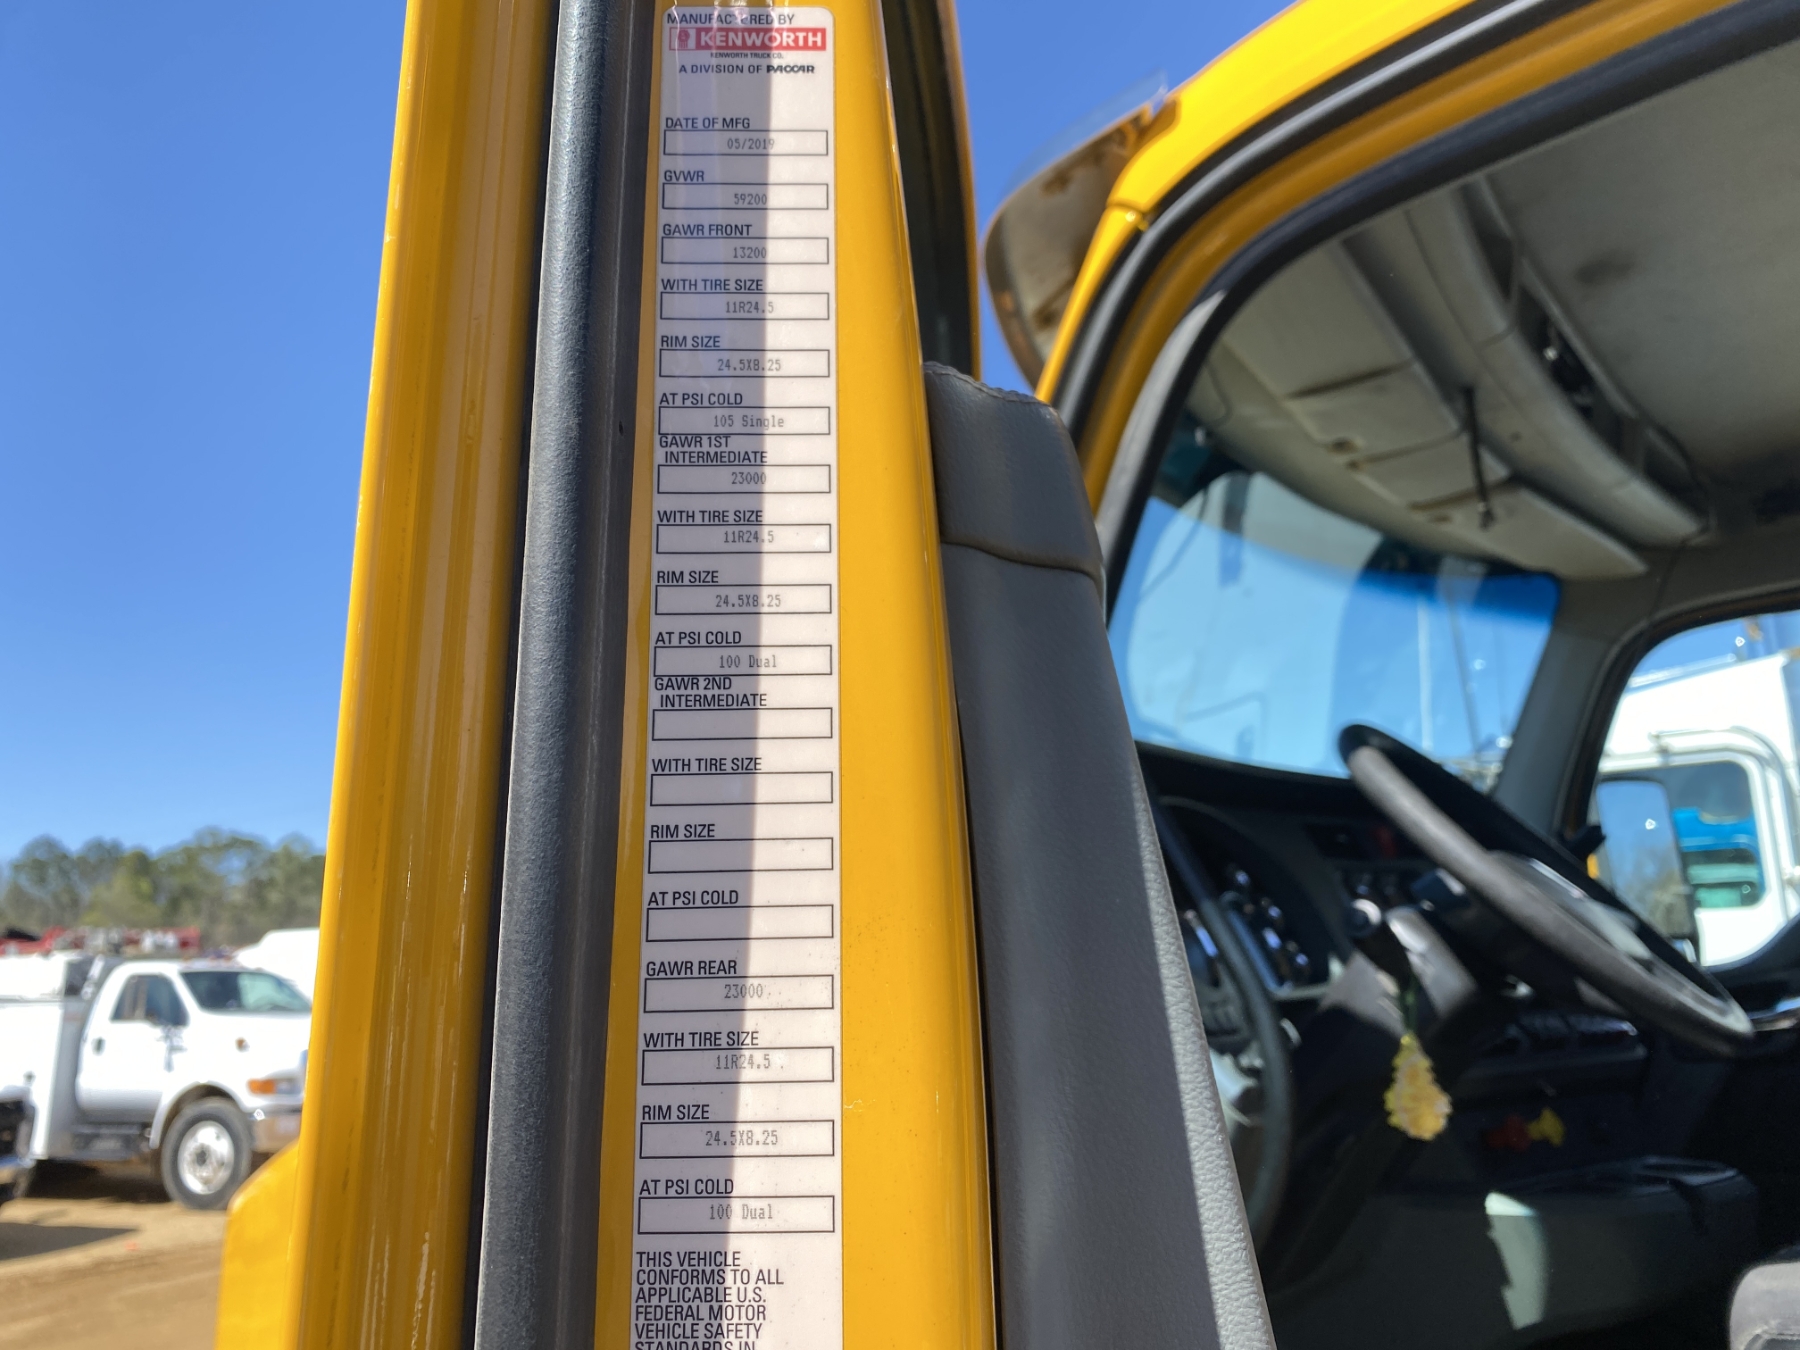 MANUFACTURED BY
KENWORTH
KENWORTH TRUCK CO.
A DIVISION OF PACCAR
DATE OF MFG
05/2019
GVWR
59200
GAWR FRONT
13200
WITH TIRE SIZE
11R24.5
RIM SIZE
24.5X8.25
AT PSI COLD
105 Single
GAWR 1ST
INTERMEDIATE
23000
WITH TIRE SIZE
11R24.5
RIM SIZE
24.5X8.25
AT PSI COLD
100 Dual
GAWR 2ND
INTERMEDIATE
WITH TIRE SIZE
RIM SIZE
AT PSI COLD
GAWR REAR
23000
WITH TIRE SIZE
11R24.5
RIM SIZE
24.5X8.25
AT PSI COLD
100 Dual
THIS VEHICLE
CONFORMS TO ALL
APPLICABLE U.S.
FEDERAL MOTOR
VEHICLE SAFETY
STANDARDS IN